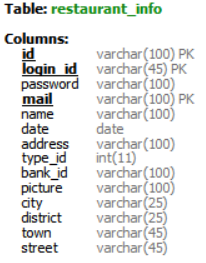 Table: restaurant_info
Columns:
id varchar(100) PK
login_id varchar(45) PK
password varchar(100)
mail varchar(100) PK
name varchar(100)
date date
address varchar(100)
type_id int(11)
bank_id varchar(100)
picture varchar(100)
city varchar(25)
district varchar(25)
town varchar(45)
street varchar(45)